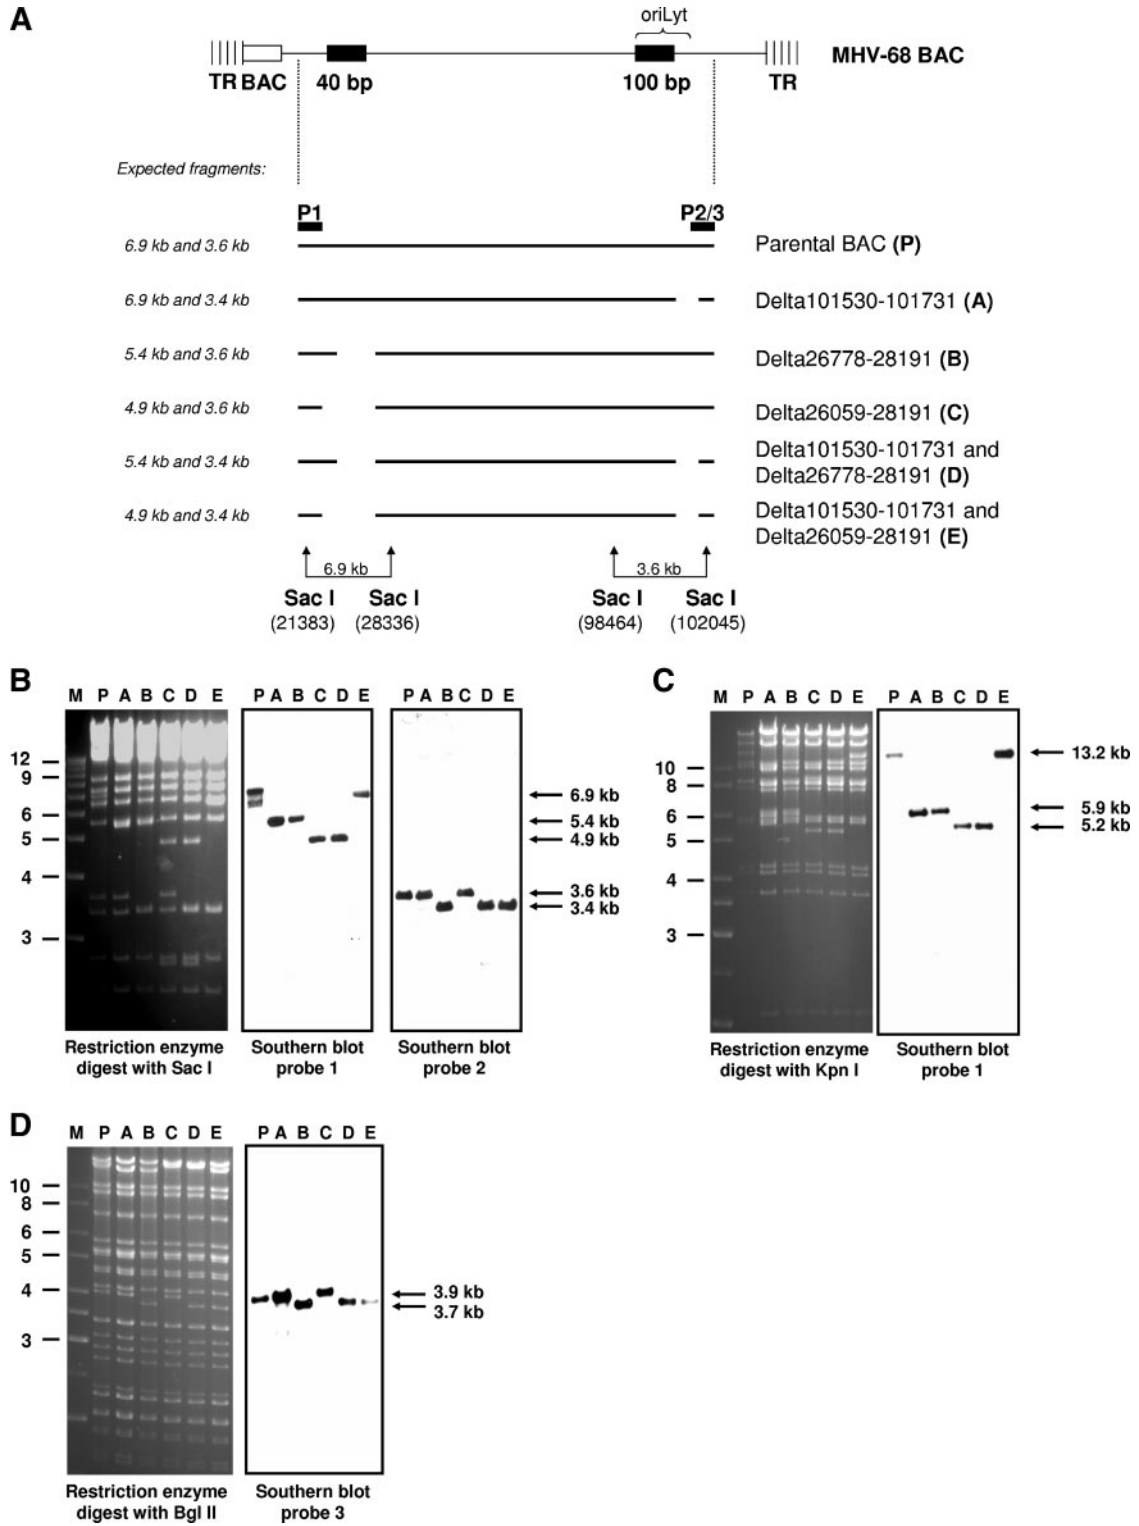 A
oriLyt
MHV-68 BAC
TR BAC 40 bp 100 bp TR
Expected fragments:
P1 P2/3
6.9 kb and 3.6 kb Parental BAC (P)
6.9 kb and 3.4 kb Delta101530-101731 (A)
5.4 kb and 3.6 kb Delta26778-28191 (B)
4.9 kb and 3.6 kb Delta26059-28191 (C)
5.4 kb and 3.4 kb Delta101530-101731 and
Delta26778-28191 (D)
4.9 kb and 3.4 kb Delta101530-101731 and
Delta26059-28191 (E)
6.9 kb 3.6 kb
Sac I Sac I Sac I Sac I
(21383) (28336) (98464) (102045)
B
M P A B C D E
P A B C D E
P A B C D E
12
9
6
5
4
3
6.9 kb
5.4 kb
4.9 kb
3.6 kb
3.4 kb
Restriction enzyme
digest with Sac I
Southern blot
probe 1
Southern blot
probe 2
C
M P A B C D E
P A B C D E
10
8
6
5
4
3
13.2 kb
5.9 kb
5.2 kb
Restriction enzyme
digest with Kpn I
Southern blot
probe 1
D
M P A B C D E
P A B C D E
10
8
6
5
4
3
3.9 kb
3.7 kb
Restriction enzyme
digest with Bgl II
Southern blot
probe 3